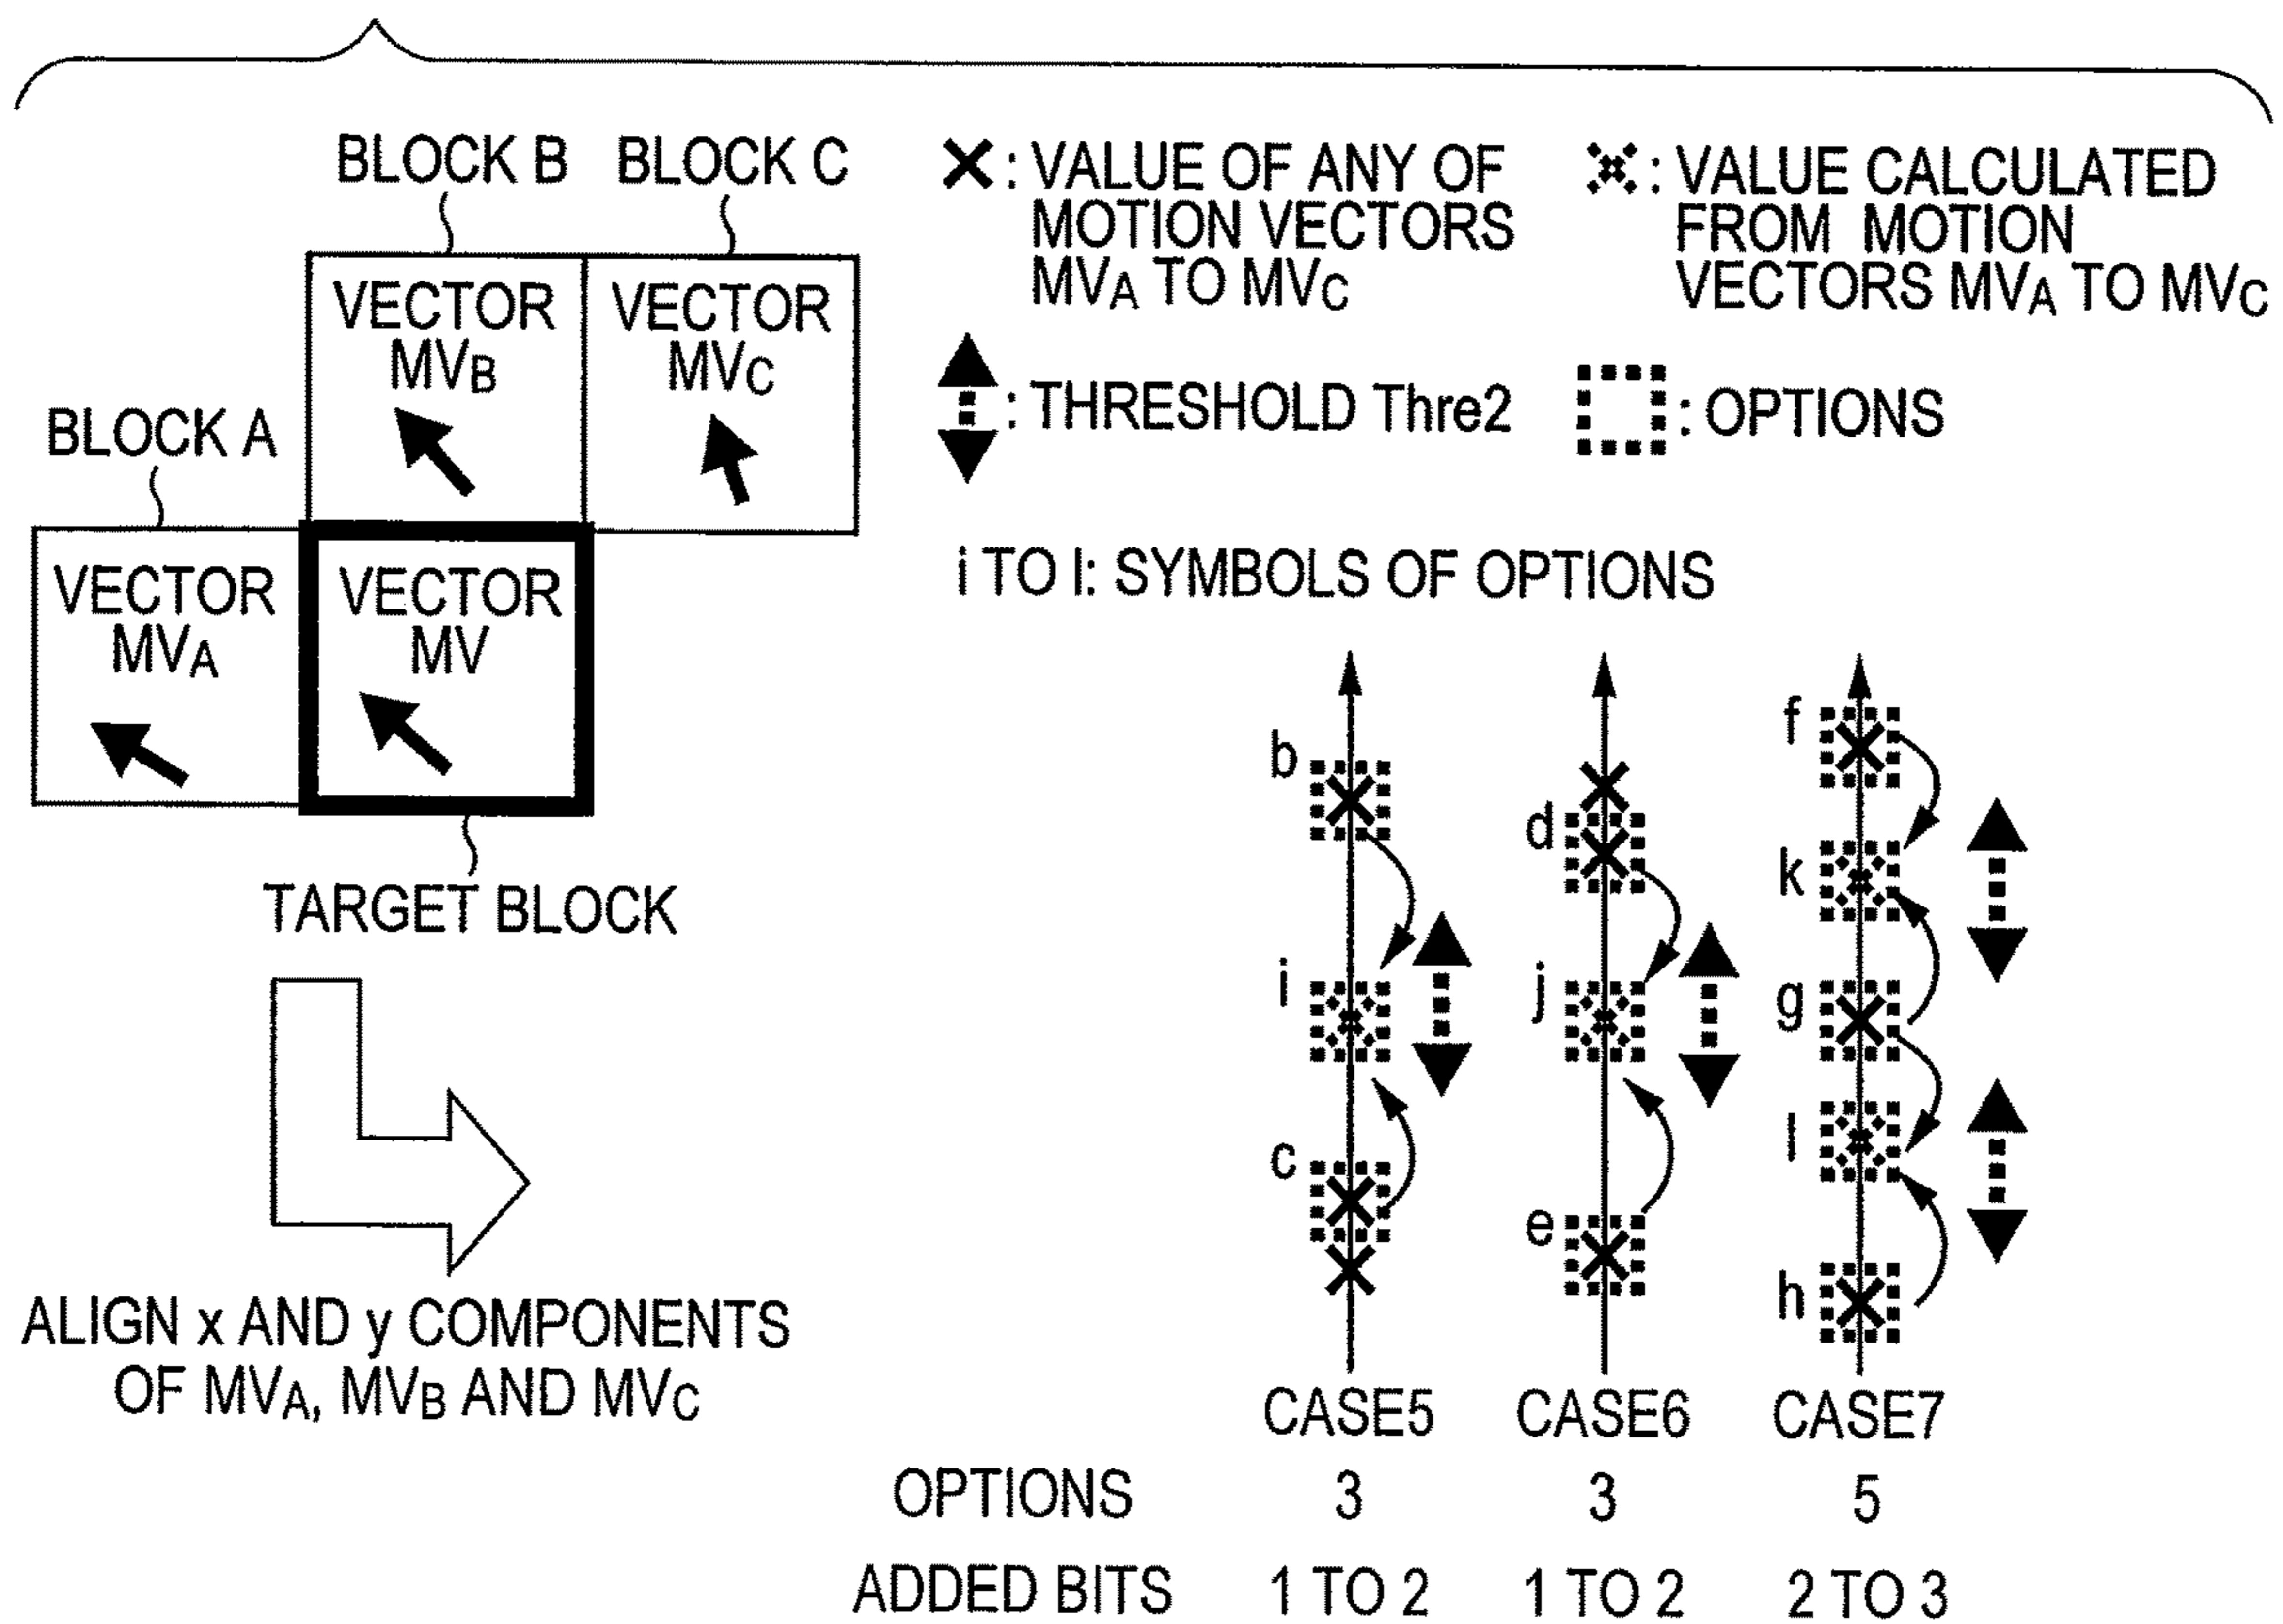 BLOCK B
BLOCK C
✕: VALUE OF ANY OF
MOTION VECTORS
MVA TO MVC
: VALUE CALCULATED
FROM MOTION
VECTORS MVA TO MVC
: THRESHOLD Thre2
: OPTIONS
i TO l: SYMBOLS OF OPTIONS
VECTOR
MVB
VECTOR
MVC
BLOCK A
VECTOR
MVA
VECTOR
MV
TARGET BLOCK
ALIGN x AND y COMPONENTS
OF MVA, MVB AND MVC
b
i
c
d
j
e
f
k
g
l
h
CASE5 CASE6 CASE7
OPTIONS 3 3 5
ADDED BITS 1 TO 2 1 TO 2 2 TO 3